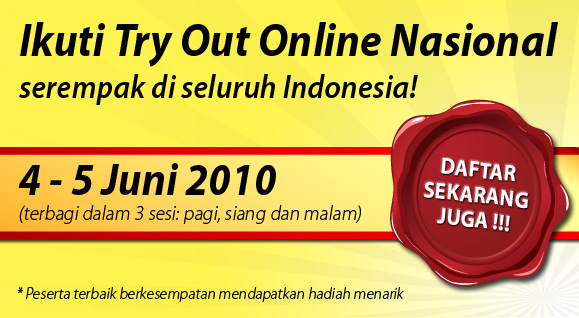 Ikuti Try Out Online Nasional
serempak di seluruh Indonesia!
4 - 5 Juni 2010
(terbagi dalam 3 sesi: pagi, siang dan malam)
DAFTAR
SEKARANG
JUGA !!!
* Peserta terbaik berkesempatan mendapatkan hadiah menarik